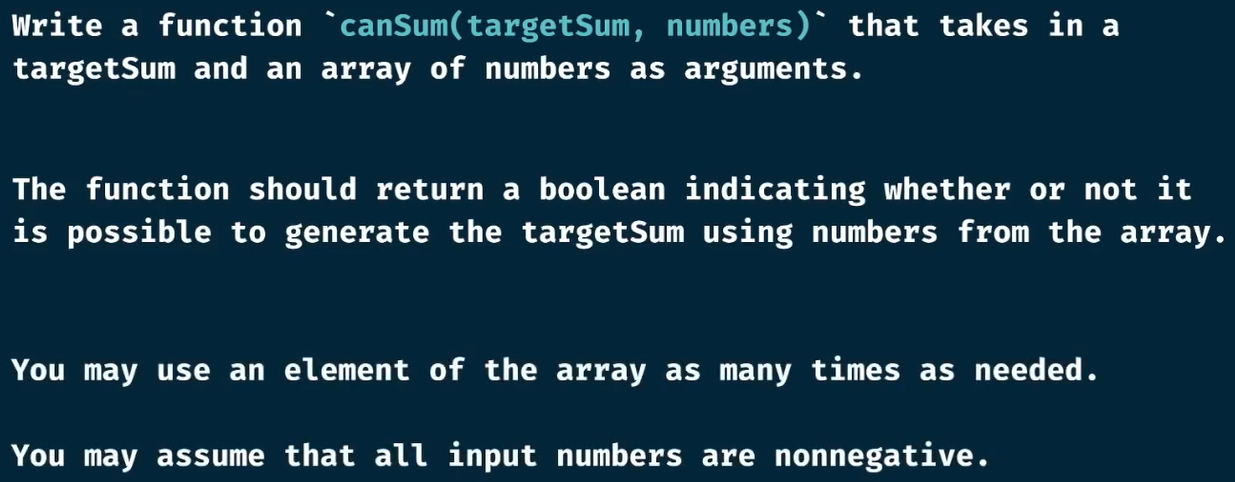 Write a function `canSum(targetSum, numbers)` that takes in a
targetSum and an array of numbers as arguments.
The function should return a boolean indicating whether or not it
is possible to generate the targetSum using numbers from the array.
You may use an element of the array as many times as needed.
You may assume that all input numbers are nonnegative.